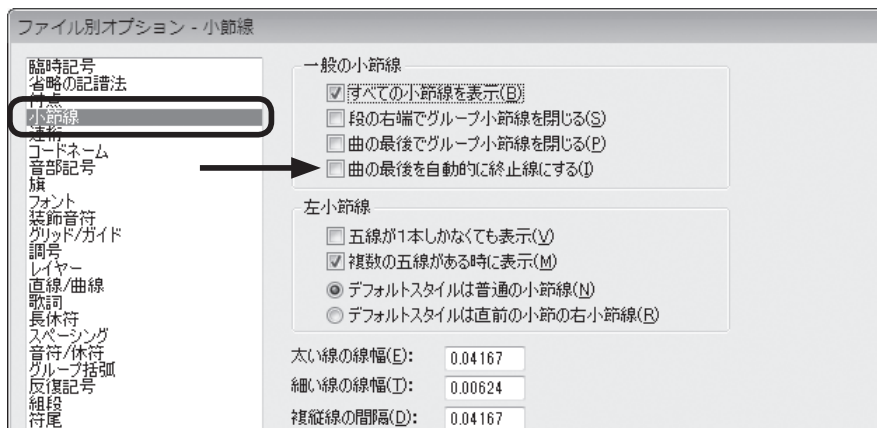 ファイル別オプション - 小節線
臨時記号
省略の記譜法
付点
小節線
連桁
コードネーム
音部記号
旗
フォント
装飾音符
グリッド/ガイド
調号
レイヤー
直線/曲線
歌詞
長休符
スペーシング
音符/休符
グループ括弧
反復記号
組段
符尾
一般の小節線
すべての小節線を表示(B)
段の右端でグループ小節線を閉じる(S)
曲の最後でグループ小節線を閉じる(P)
曲の最後を自動的に終止線にする(I)
左小節線
五線が1本しかなくても表示(V)
複数の五線がある時に表示(M)
デフォルトスタイルは普通の小節線(N)
デフォルトスタイルは直前の小節の右小節線(R)
太い線の線幅(E): 0.04167
細い線の線幅(T): 0.00624
複縦線の間隔(D): 0.04167